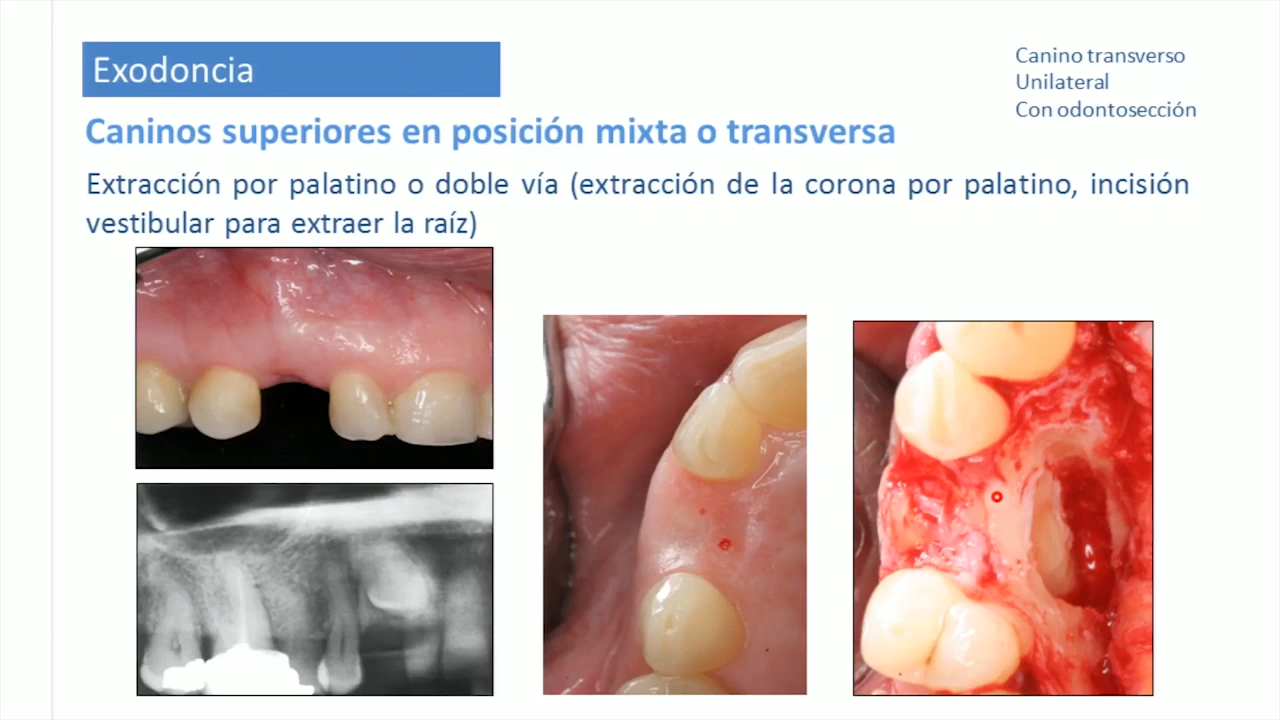 Exodoncia
Canino transverso
Unilateral
Con odontosección
Caninos superiores en posición mixta o transversa
Extracción por palatino o doble vía (extracción de la corona por palatino, incisión
vestibular para extraer la raíz)